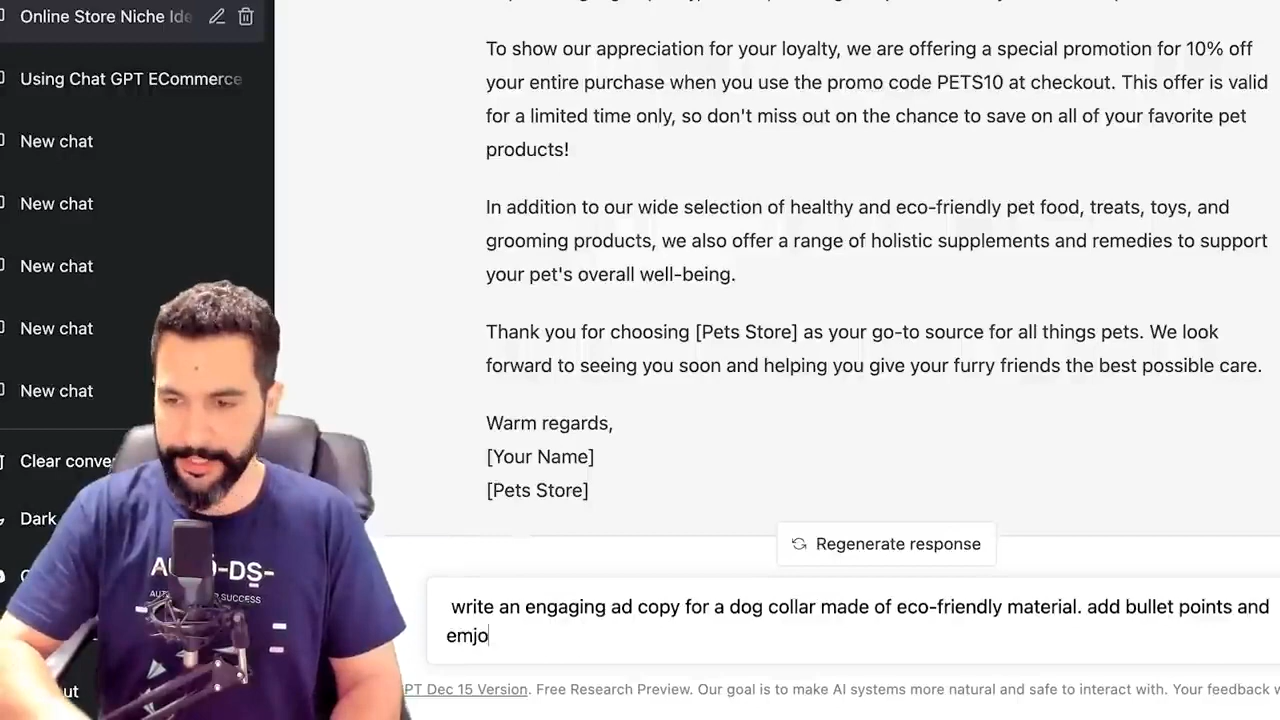 Online Store Niche Ide
Using Chat GPT ECommerce
New chat
New chat
New chat
New chat
New chat
Clear conve
Dark
To show our appreciation for your loyalty, we are offering a special promotion for 10% off
your entire purchase when you use the promo code PETS10 at checkout. This offer is valid
for a limited time only, so don't miss out on the chance to save on all of your favorite pet
products!
In addition to our wide selection of healthy and eco-friendly pet food, treats, toys, and
grooming products, we also offer a range of holistic supplements and remedies to support
your pet's overall well-being.
Thank you for choosing [Pets Store] as your go-to source for all things pets. We look
forward to seeing you soon and helping you give your furry friends the best possible care.
Warm regards,
[Your Name]
[Pets Store]
Regenerate response
write an engaging ad copy for a dog collar made of eco-friendly material. add bullet points and
emjo
PT Dec 15 Version. Free Research Preview. Our goal is to make AI systems more natural and safe to interact with. Your feedback w
ut
-DS-
SUCCESS